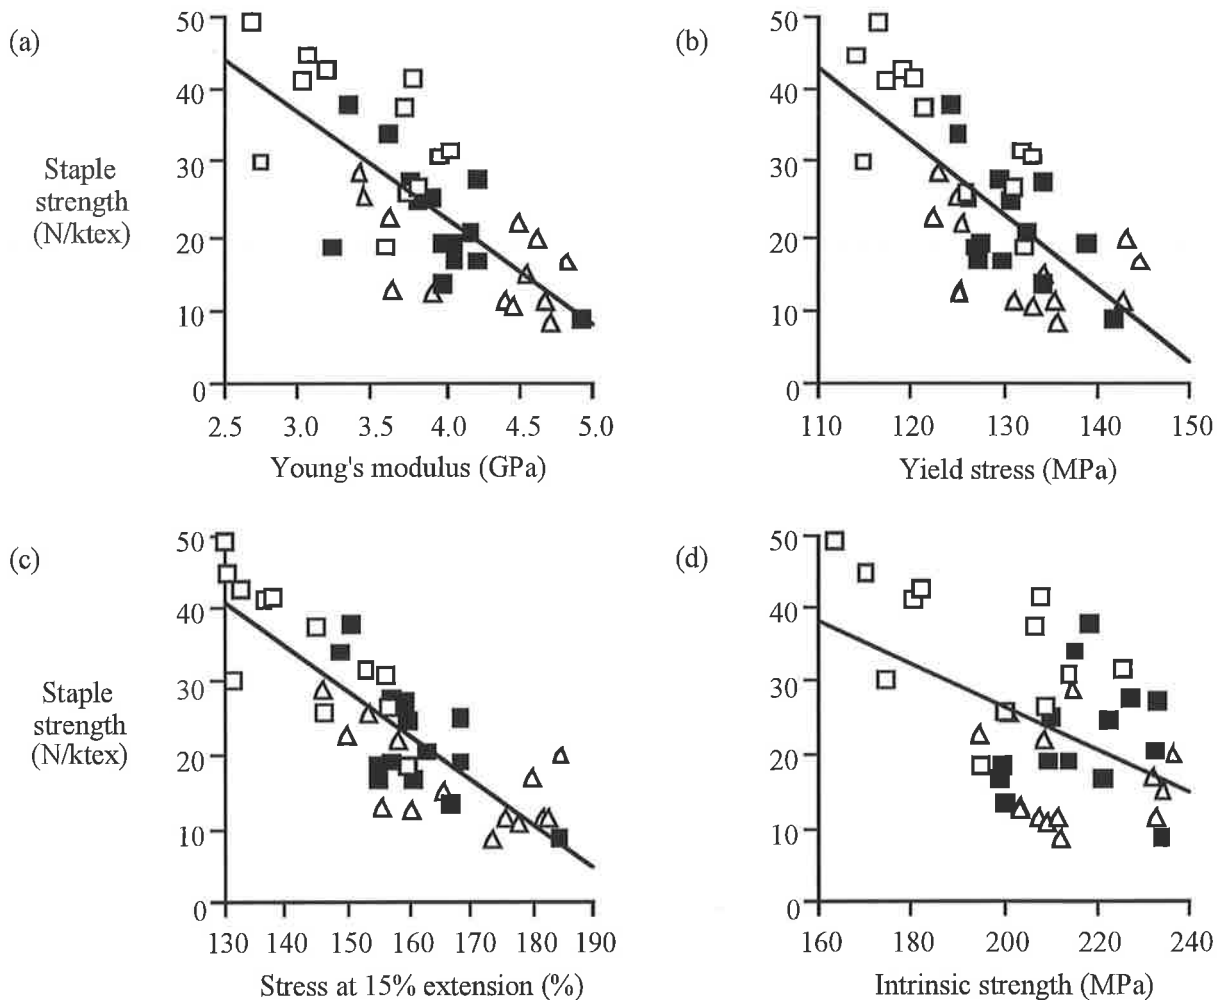 (a)
50
40
30
20
10
0
Staple
strength
(N/ktex)
2.5 3.0 3.5 4.0 4.5 5.0
Young's modulus (GPa)
(b)
50
40
30
20
10
0
110 120 130 140 150
Yield stress (MPa)
(c)
50
40
30
20
10
0
Staple
strength
(N/ktex)
130 140 150 160 170 180 190
Stress at 15% extension (%)
(d)
50
40
30
20
10
0
160 180 200 220 240
Intrinsic strength (MPa)